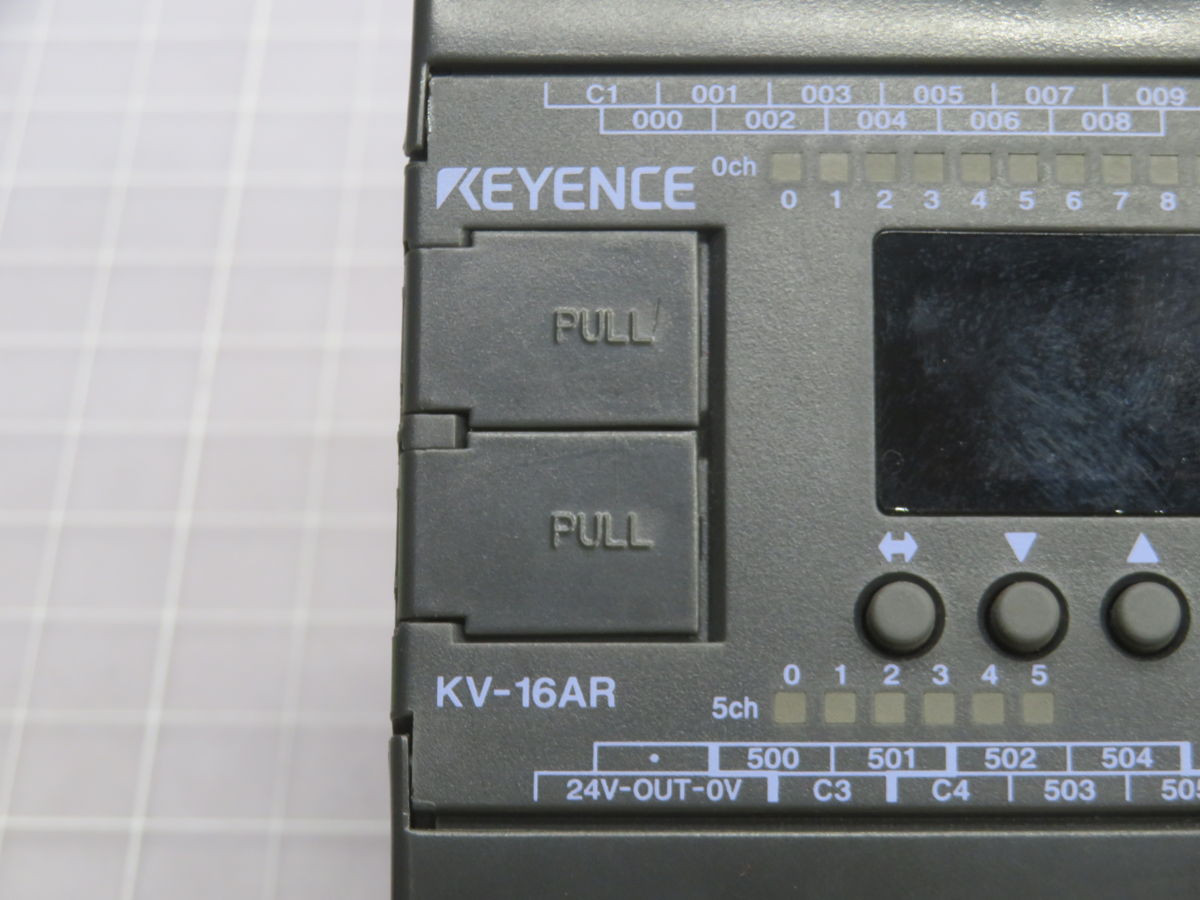 C1 001 003 005 007 009
000 002 004 006 008
KEYENCE
0ch
0 1 2 3 4 5 6 7 8
PULL
PULL
KV-16AR
0 1 2 3 4 5
5ch
• 500 501 502 504
24V-OUT-0V C3 C4 503 505